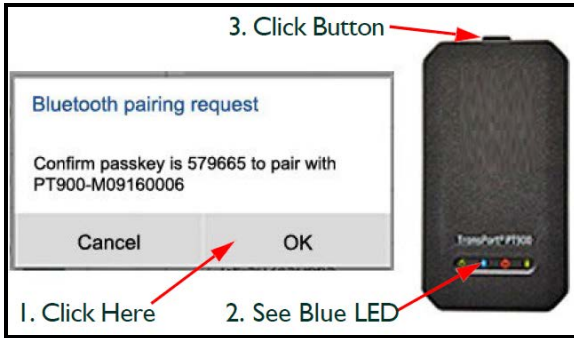 3. Click Button
Bluetooth pairing request
Confirm passkey is 579665 to pair with
PT900-M09160006
Cancel
OK
TransPort® PT900
1. Click Here
2. See Blue LED